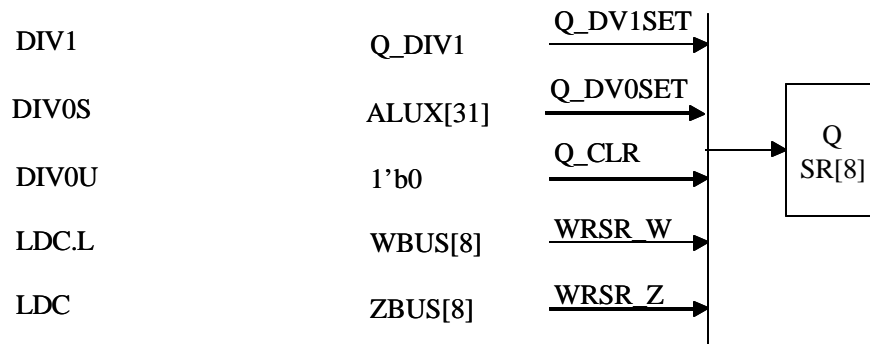 DIV1 Q_DIV1 Q_DV1SET
DIV0S ALUX[31] Q_DV0SET
DIV0U 1’b0 Q_CLR
LDC.L WBUS[8] WRSR_W
LDC ZBUS[8] WRSR_Z
Q
SR[8]